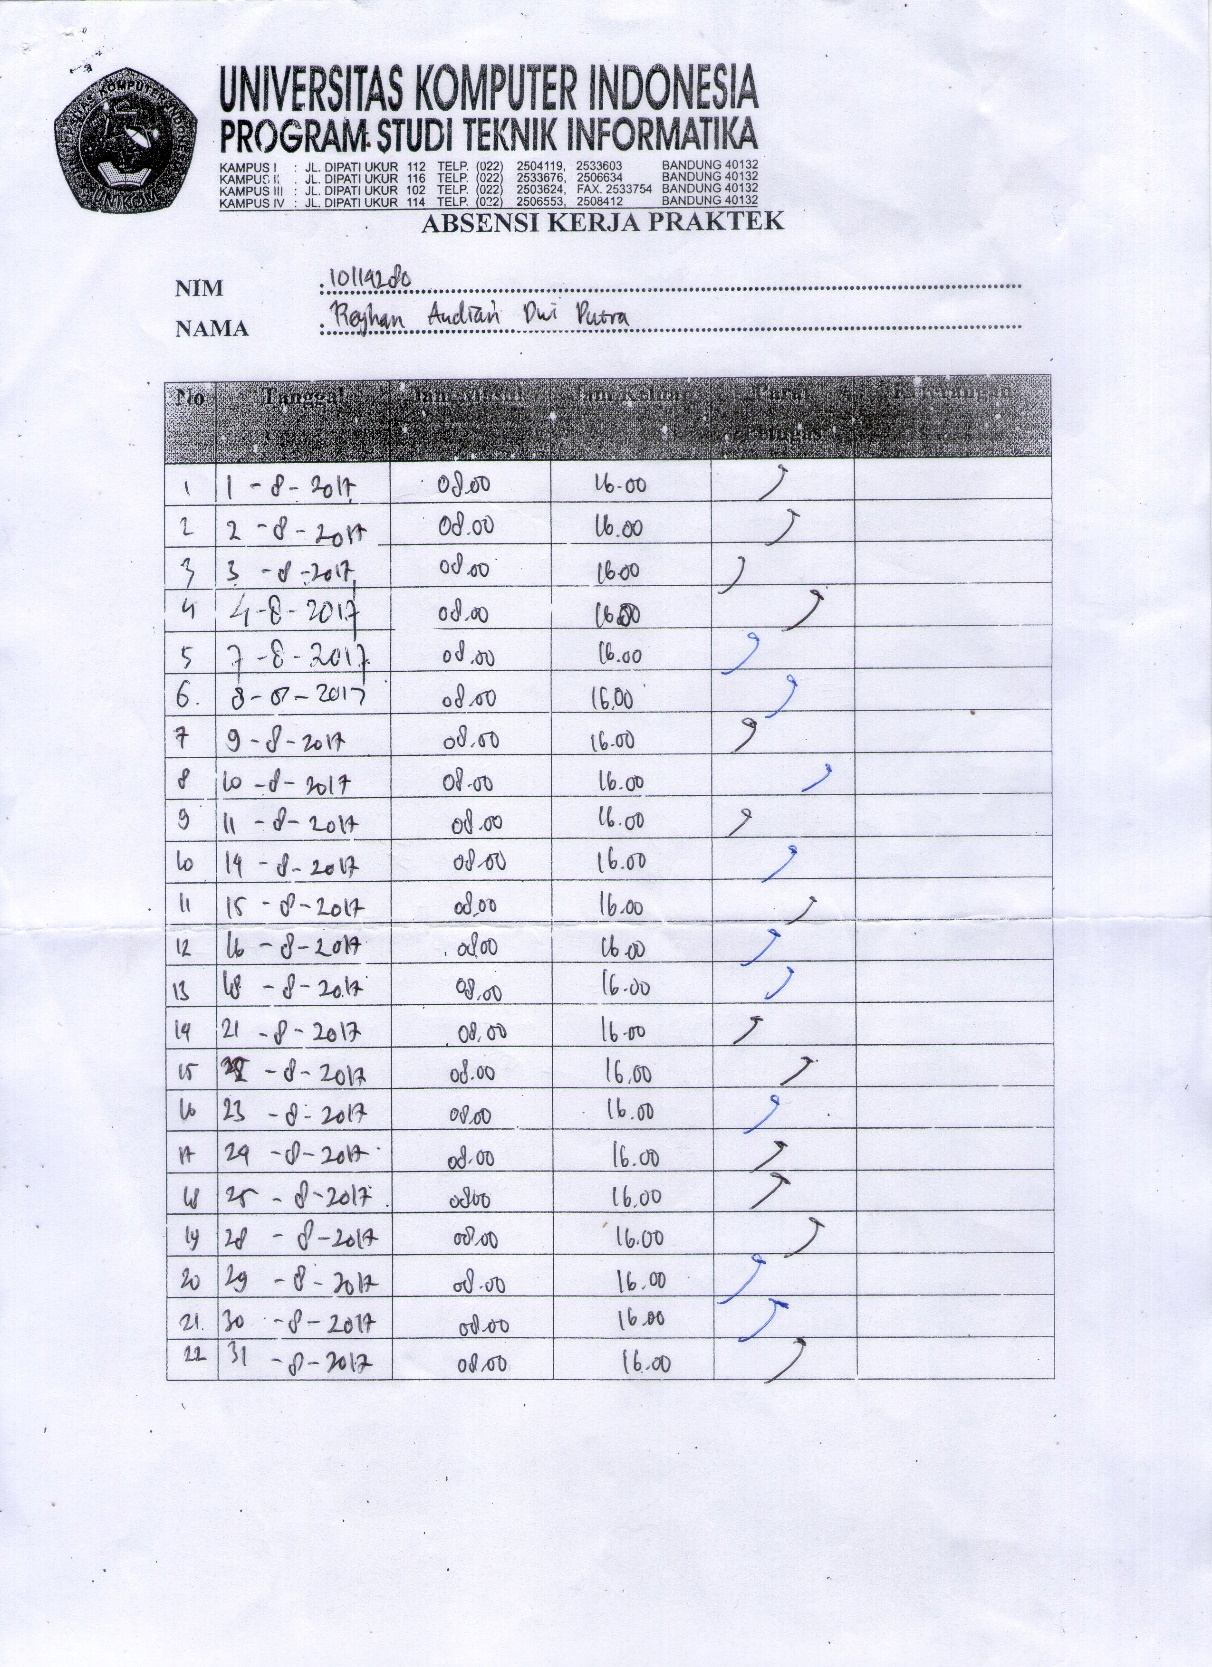 UNIVERSITAS KOMPUTER INDONESIA
PROGRAM STUDI TEKNIK INFORMATIKA
KAMPUS I : JL. DIPATI UKUR 112 TELP. (022) 2504119, 2533603 BANDUNG 40132
KAMPUS II : JL. DIPATI UKUR 116 TELP. (022) 2533676, 2506634 BANDUNG 40132
KAMPUS III : JL. DIPATI UKUR 102 TELP. (022) 2503624, FAX. 2533754 BANDUNG 40132
KAMPUS IV : JL. DIPATI UKUR 114 TELP. (022) 2506553, 2508412 BANDUNG 40132
UNIKOM
ABSENSI KERJA PRAKTEK
NIM : 10114280
NAMA : Reyhan Audian Dwi Putra
No Tanggal Jam Masuk Jam Keluar Paraf Petugas Keterangan
1 1-8-2017 08.00 16.00
2 2-8-2017 08.00 16.00
3 3-8-2017 08.00 16.00
4 4-8-2017 08.00 16.00
5 7-8-2017 08.00 16.00
6. 8-8-2017 08.00 16.00
7 9-8-2017 08.00 16.00
8 10-8-2017 08.00 16.00
9 11-8-2017 08.00 16.00
10 14-8-2017 08.00 16.00
11 15-8-2017 08.00 16.00
12 16-8-2017 08.00 16.00
13 18-8-2017 08.00 16.00
14 21-8-2017 08.00 16.00
15 22-8-2017 08.00 16.00
16 23-8-2017 08.00 16.00
17 24-8-2017 08.00 16.00
18 25-8-2017 08.00 16.00
19 28-8-2017 08.00 16.00
20 29-8-2017 08.00 16.00
21. 30-8-2017 08.00 16.00
22 31-8-2017 08.00 16.00